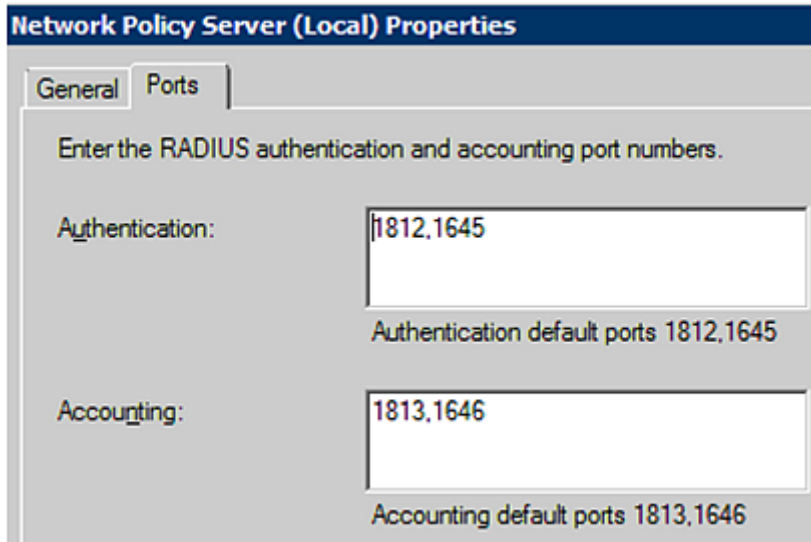 Network Policy Server (Local) Properties
General Ports
Enter the RADIUS authentication and accounting port numbers.
Authentication: 1812,1645
Authentication default ports 1812,1645
Accounting: 1813,1646
Accounting default ports 1813,1646